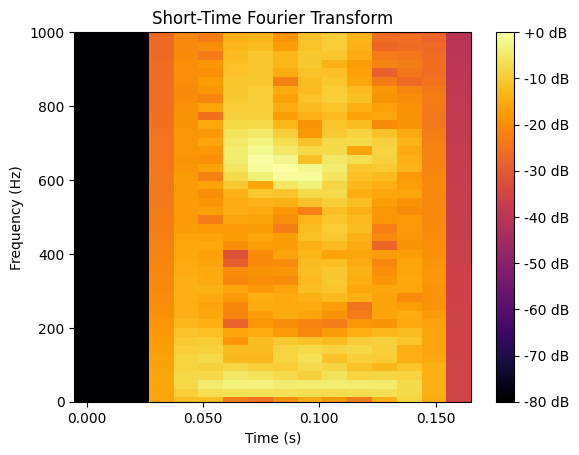 Short-Time Fourier Transform
Frequency (Hz)
1000
800
600
400
200
0
0.000
0.050
0.100
0.150
Time (s)
+0 dB
-10 dB
-20 dB
-30 dB
-40 dB
-50 dB
-60 dB
-70 dB
-80 dB